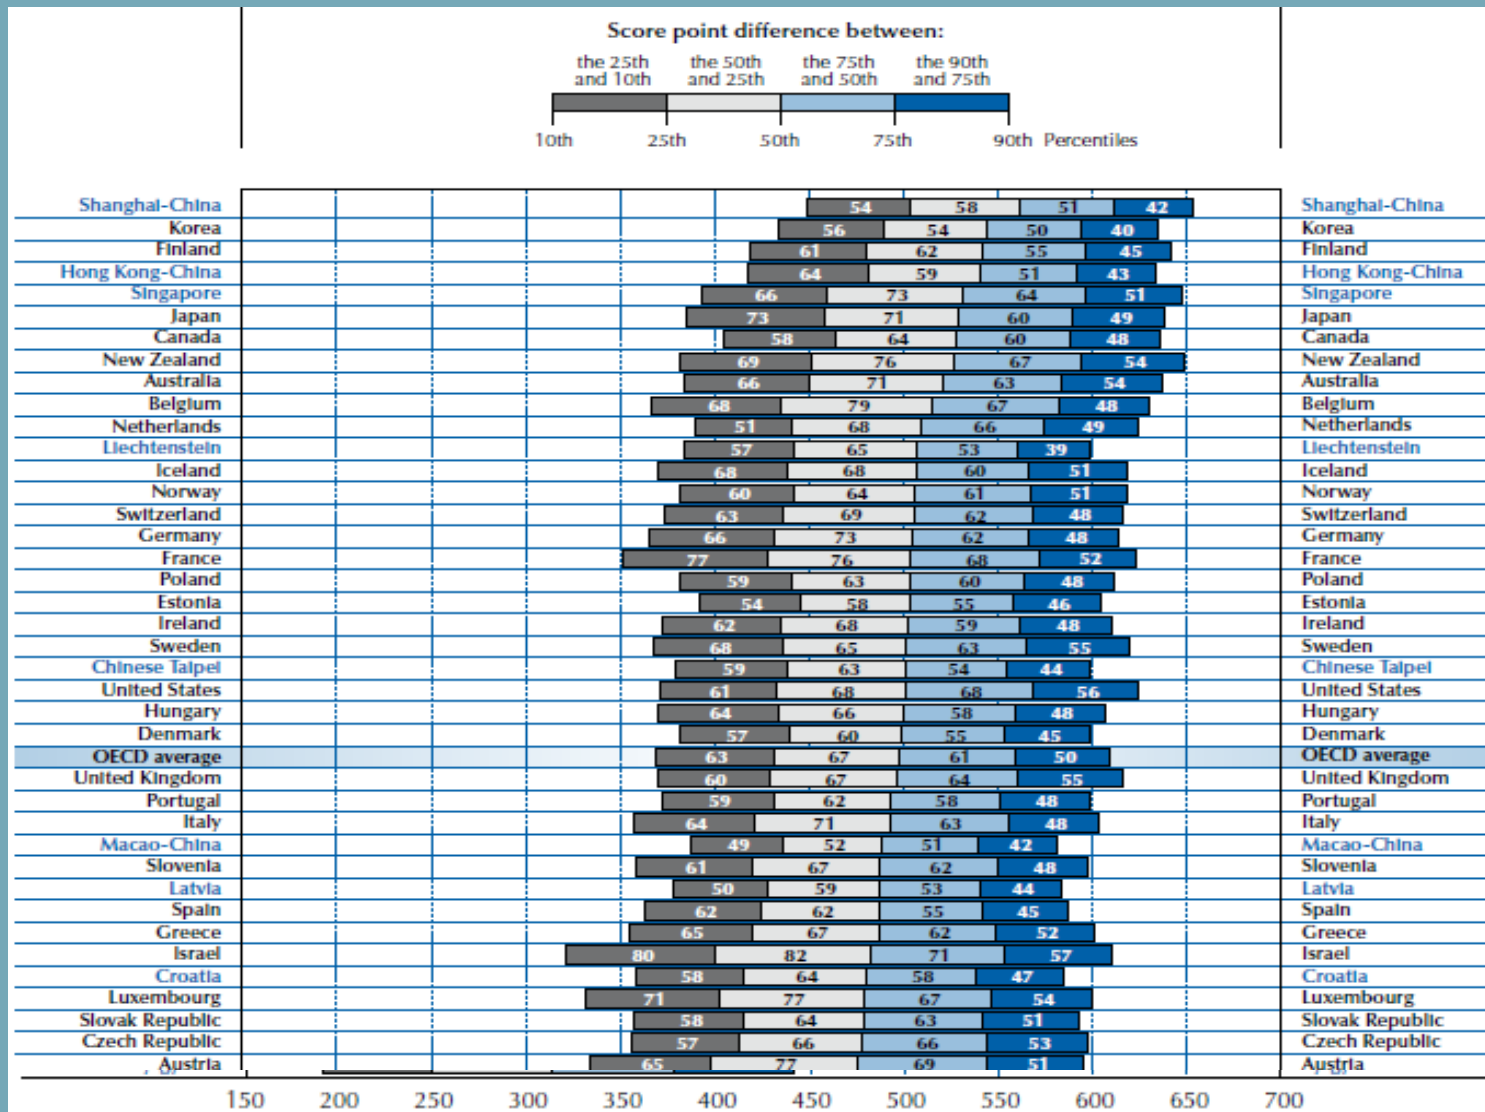 Score point difference between:
the 25th the 50th the 75th the 90th
and 10th and 25th and 50th and 75th
10th 25th 50th 75th 90th Percentiles
Shanghai-China 54 58 51 42 Shanghai-China
Korea 56 54 50 40 Korea
Finland 61 62 55 45 Finland
Hong Kong-China 64 59 51 43 Hong Kong-China
Singapore 66 73 64 51 Singapore
Japan 73 71 60 49 Japan
Canada 58 64 60 48 Canada
New Zealand 69 76 67 54 New Zealand
Australia 66 71 63 54 Australia
Belgium 68 79 67 48 Belgium
Netherlands 51 68 66 49 Netherlands
Liechtenstein 57 65 53 39 Liechtenstein
Iceland 68 68 60 51 Iceland
Norway 60 64 61 51 Norway
Switzerland 63 69 62 48 Switzerland
Germany 66 73 62 48 Germany
France 77 76 68 52 France
Poland 59 63 60 48 Poland
Estonia 54 58 55 46 Estonia
Ireland 62 68 59 48 Ireland
Sweden 68 65 63 55 Sweden
Chinese Taipei 59 63 54 44 Chinese Taipei
United States 61 68 68 56 United States
Hungary 64 66 58 48 Hungary
Denmark 57 60 55 45 Denmark
OECD average 63 67 61 50 OECD average
United Kingdom 60 67 64 55 United Kingdom
Portugal 59 62 58 48 Portugal
Italy 64 71 63 48 Italy
Macao-China 49 52 51 42 Macao-China
Slovenia 61 67 62 48 Slovenia
Latvia 50 59 53 44 Latvia
Spain 62 62 55 45 Spain
Greece 65 67 62 52 Greece
Israel 80 82 71 57 Israel
Croatia 58 64 58 47 Croatia
Luxembourg 71 77 67 54 Luxembourg
Slovak Republic 58 64 63 51 Slovak Republic
Czech Republic 57 66 66 53 Czech Republic
Austria 65 77 69 51 Austria
150 200 250 300 350 400 450 500 550 600 650 700